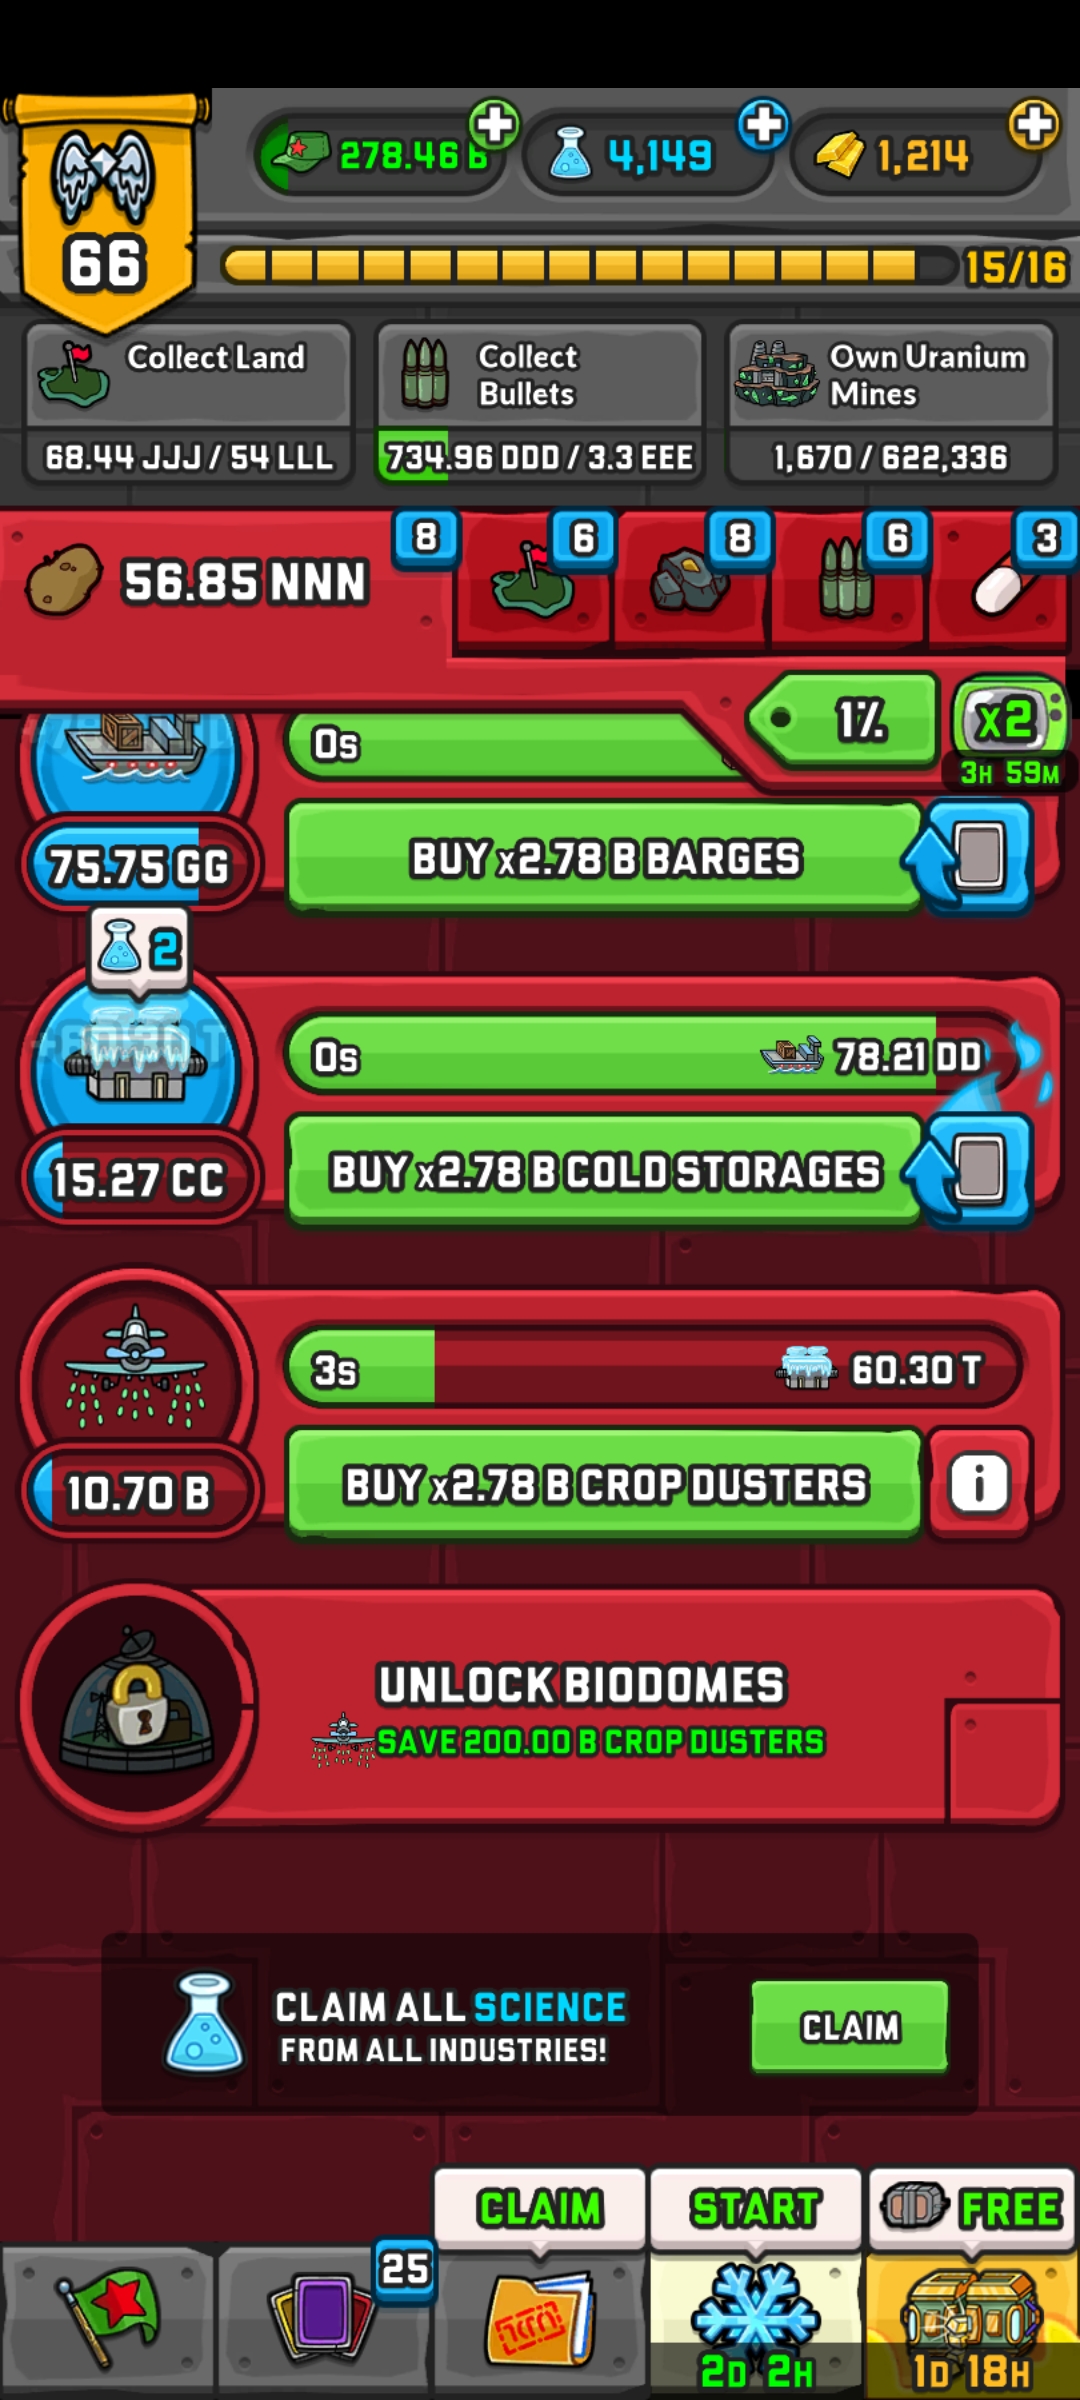 278.46 B
4,149
1,214
66
15/16
Collect Land
68.44 JJJ / 54 LLL
Collect
Bullets
734.96 DDD / 3.3 EEE
Own Uranium
Mines
1,670 / 622,336
56.85 NNN
8
6
8
6
3
1%
x2
3H 59M
0s
75.75 GG
BUY x2.78 B BARGES
2
0s
78.21 DD
15.27 CC
BUY x2.78 B COLD STORAGES
3s
60.30 T
10.70 B
BUY x2.78 B CROP DUSTERS
i
UNLOCK BIODOMES
SAVE 200.00 B CROP DUSTERS
CLAIM ALL SCIENCE
FROM ALL INDUSTRIES!
CLAIM
CLAIM
START
FREE
25
2D 2H
1D 18H